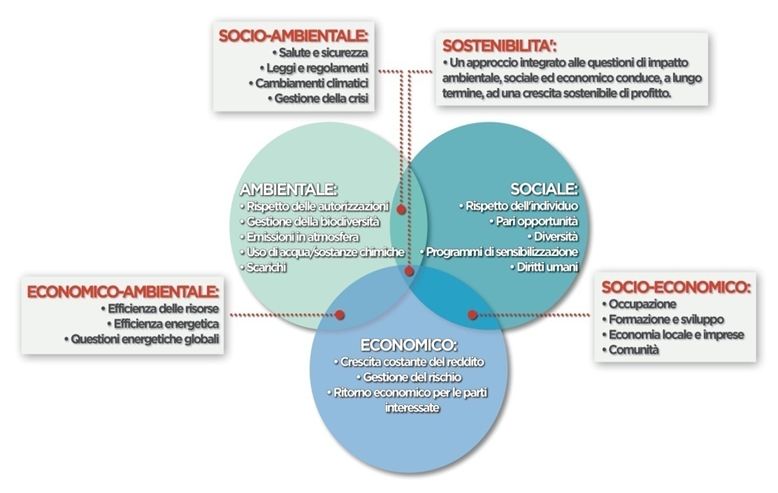 SOCIO-AMBIENTALE:
• Salute e sicurezza
• Leggi e regolamenti
• Cambiamenti climatici
• Gestione della crisi
SOSTENIBILITA':
• Un approccio integrato alle questioni di impatto
ambientale, sociale ed economico conduce, a lungo
termine, ad una crescita sostenibile di profitto.
AMBIENTALE:
• Rispetto delle autorizzazioni
• Gestione della biodiversità
• Emissioni in atmosfera
• Uso di acqua/sostanze chimiche
• Scarichi
SOCIALE:
• Rispetto dell'individuo
• Pari opportunità
• Diversità
• Programmi di sensibilizzazione
• Diritti umani
ECONOMICO-AMBIENTALE:
• Efficienza delle risorse
• Efficienza energetica
• Questioni energetiche globali
SOCIO-ECONOMICO:
• Occupazione
• Formazione e sviluppo
• Economia locale e imprese
• Comunità
ECONOMICO:
• Crescita costante del reddito
• Gestione del rischio
• Ritorno economico per le parti
interessate